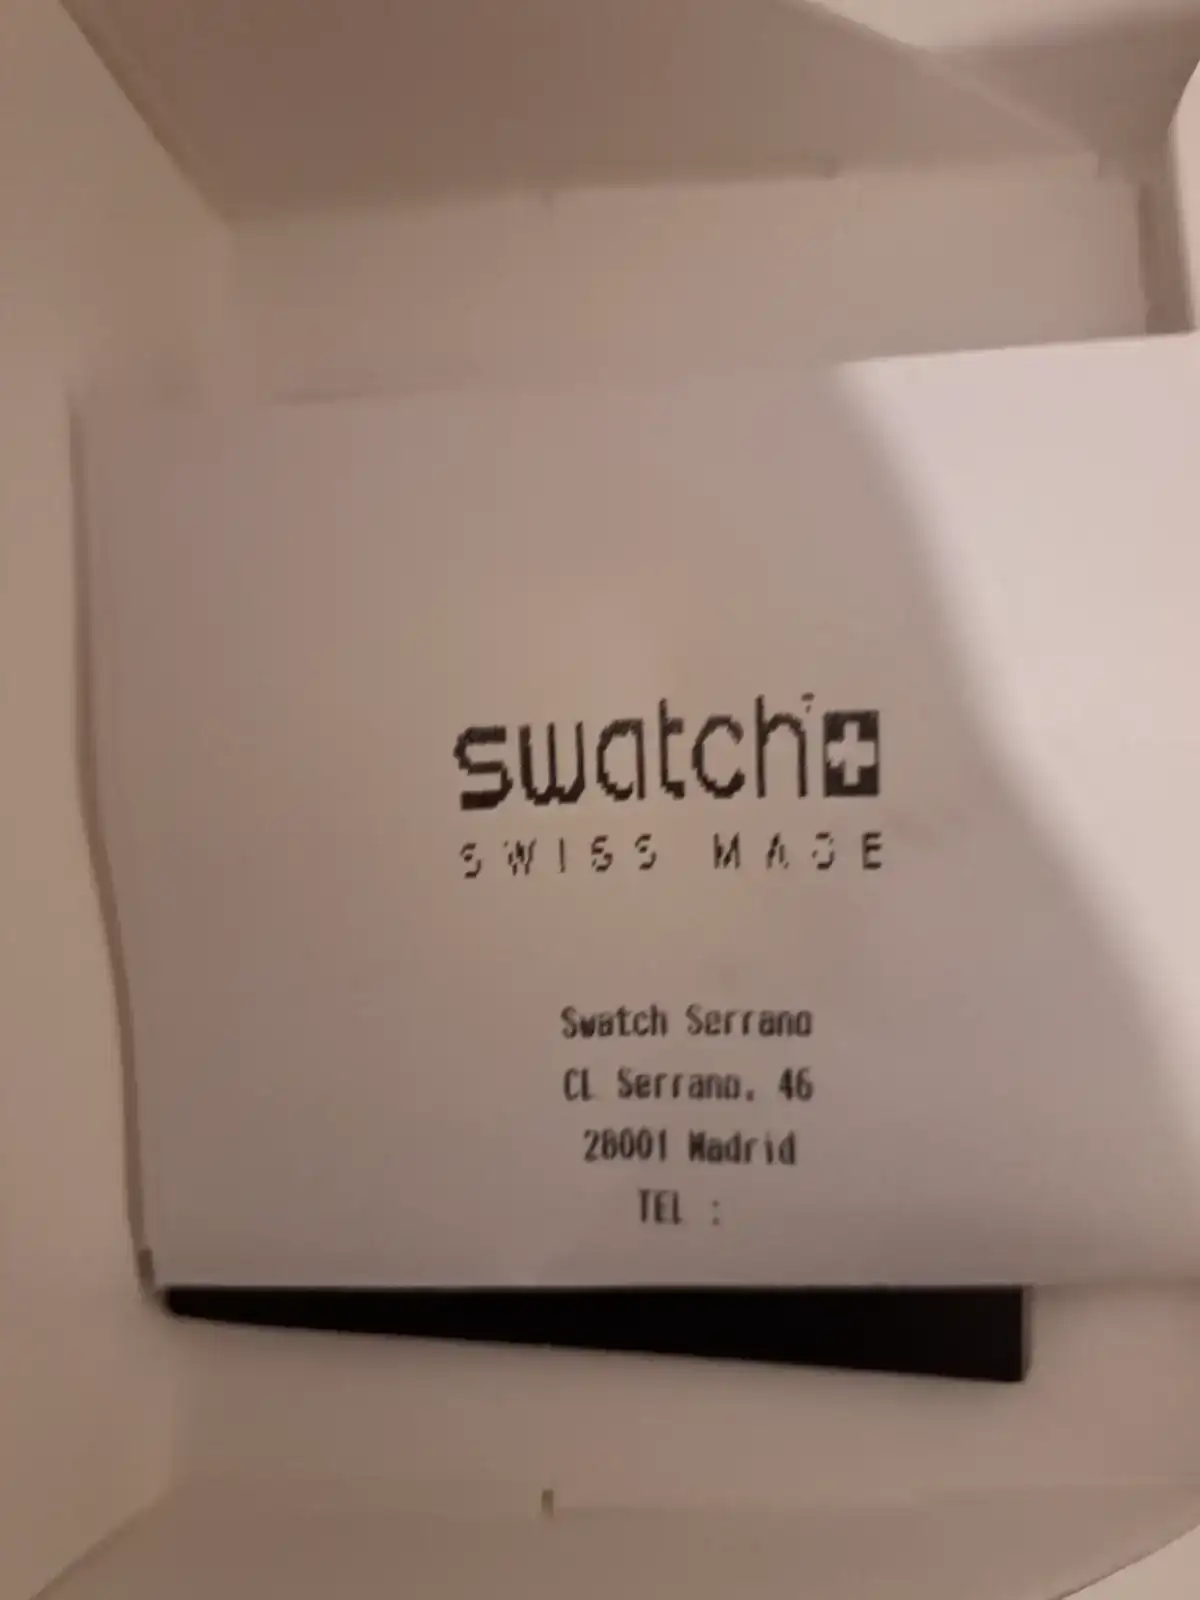 swatch
SWISS MADE
Swatch Serrano
CL Serrano, 46
28001 Madrid
TEL :